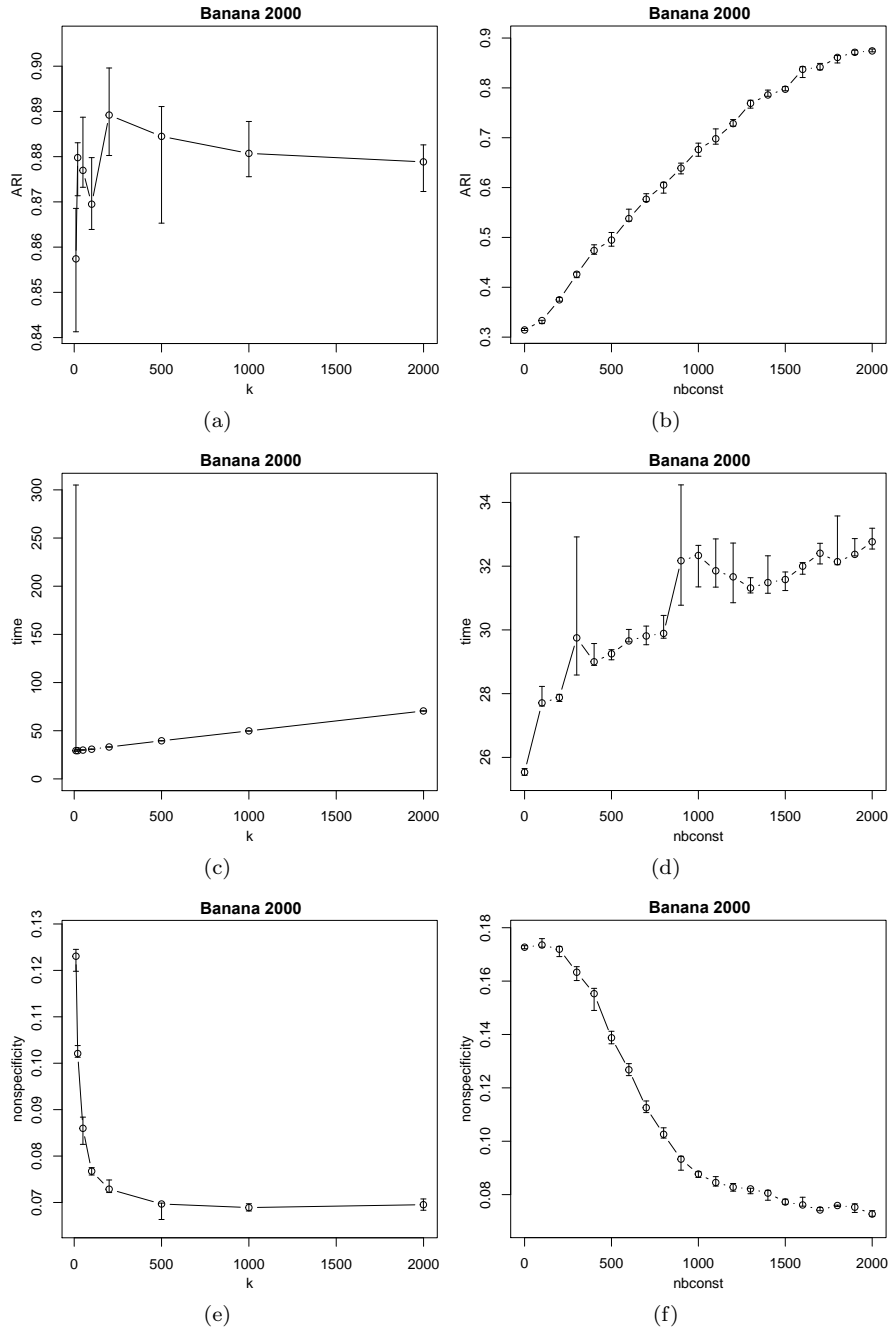 Banana 2000
ARI
0.84 0.85 0.86 0.87 0.88 0.89 0.90
0 500 1000 1500 2000
k
(a)
Banana 2000
ARI
0.3 0.4 0.5 0.6 0.7 0.8 0.9
0 500 1000 1500 2000
nbconst
(b)
Banana 2000
time
0 50 100 150 200 250 300
0 500 1000 1500 2000
k
(c)
Banana 2000
time
26 28 30 32 34
0 500 1000 1500 2000
nbconst
(d)
Banana 2000
nonspecificity
0.07 0.08 0.09 0.10 0.11 0.12 0.13
0 500 1000 1500 2000
k
(e)
Banana 2000
nonspecificity
0.08 0.10 0.12 0.14 0.16 0.18
0 500 1000 1500 2000
nbconst
(f)